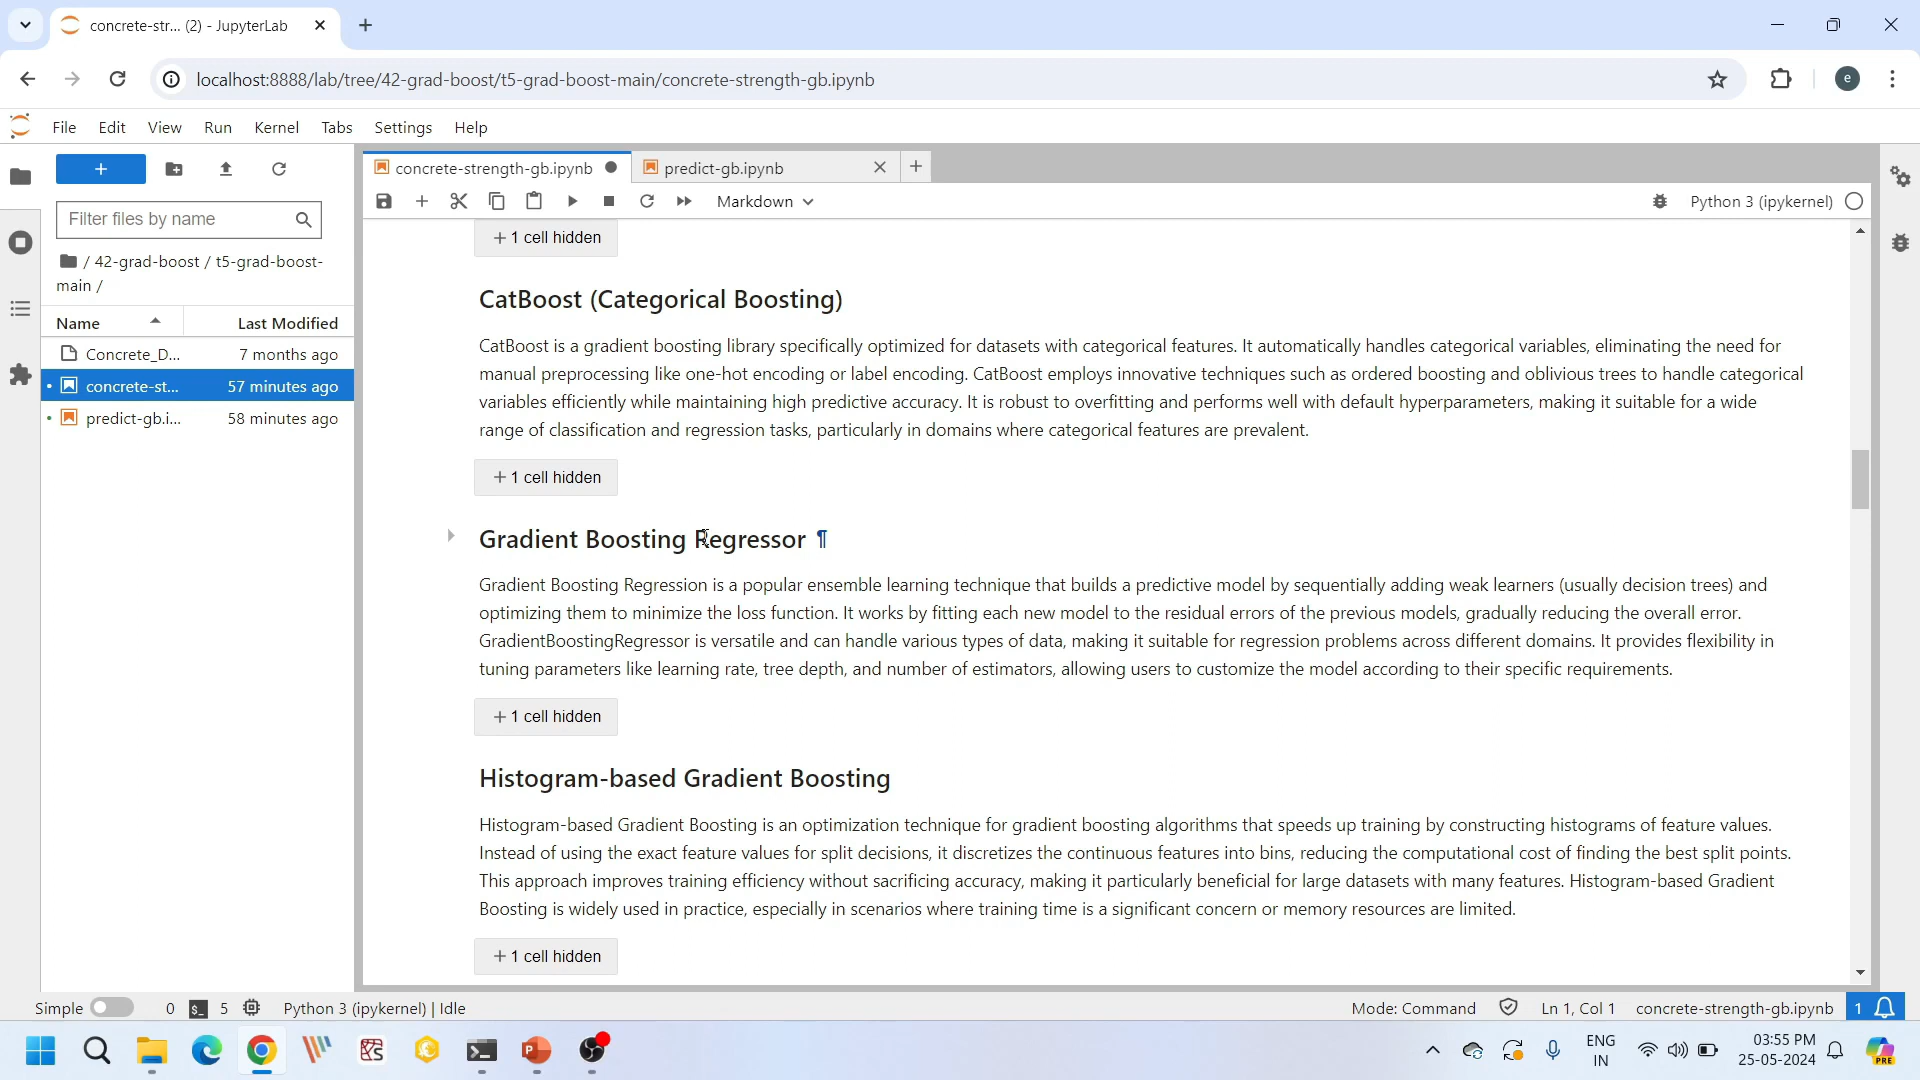 concrete-str... (2) - JupyterLab
localhost:8888/lab/tree/42-grad-boost/t5-grad-boost-main/concrete-strength-gb.ipynb
e
File Edit View Run Kernel Tabs Settings Help
concrete-strength-gb.ipynb
predict-gb.ipynb
Markdown
Python 3 (ipykernel)
Filter files by name
/ 42-grad-boost / t5-grad-boost-
main /
Name Last Modified
Concrete_D... 7 months ago
concrete-st... 57 minutes ago
predict-gb.i... 58 minutes ago
+ 1 cell hidden
CatBoost (Categorical Boosting)
CatBoost is a gradient boosting library specifically optimized for datasets with categorical features. It automatically handles categorical variables, eliminating the need for
manual preprocessing like one-hot encoding or label encoding. CatBoost employs innovative techniques such as ordered boosting and oblivious trees to handle categorical
variables efficiently while maintaining high predictive accuracy. It is robust to overfitting and performs well with default hyperparameters, making it suitable for a wide
range of classification and regression tasks, particularly in domains where categorical features are prevalent.
+ 1 cell hidden
Gradient Boosting Regressor ¶
Gradient Boosting Regression is a popular ensemble learning technique that builds a predictive model by sequentially adding weak learners (usually decision trees) and
optimizing them to minimize the loss function. It works by fitting each new model to the residual errors of the previous models, gradually reducing the overall error.
GradientBoostingRegressor is versatile and can handle various types of data, making it suitable for regression problems across different domains. It provides flexibility in
tuning parameters like learning rate, tree depth, and number of estimators, allowing users to customize the model according to their specific requirements.
+ 1 cell hidden
Histogram-based Gradient Boosting
Histogram-based Gradient Boosting is an optimization technique for gradient boosting algorithms that speeds up training by constructing histograms of feature values.
Instead of using the exact feature values for split decisions, it discretizes the continuous features into bins, reducing the computational cost of finding the best split points.
This approach improves training efficiency without sacrificing accuracy, making it particularly beneficial for large datasets with many features. Histogram-based Gradient
Boosting is widely used in practice, especially in scenarios where training time is a significant concern or memory resources are limited.
+ 1 cell hidden
Simple 0 $_ 5 Python 3 (ipykernel) | Idle Mode: Command Ln 1, Col 1 concrete-strength-gb.ipynb 1
ENG
IN
03:55 PM
25-05-2024
PRE